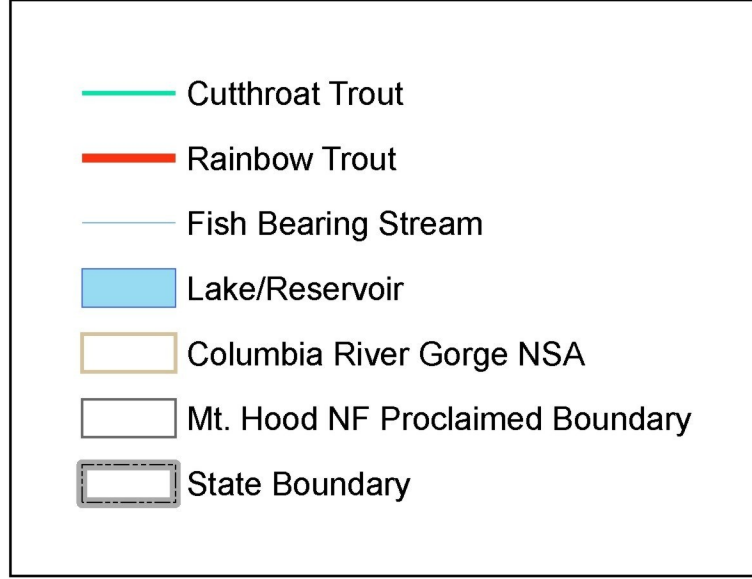 Cutthroat Trout
Rainbow Trout
Fish Bearing Stream
Lake/Reservoir
Columbia River Gorge NSA
Mt. Hood NF Proclaimed Boundary
State Boundary